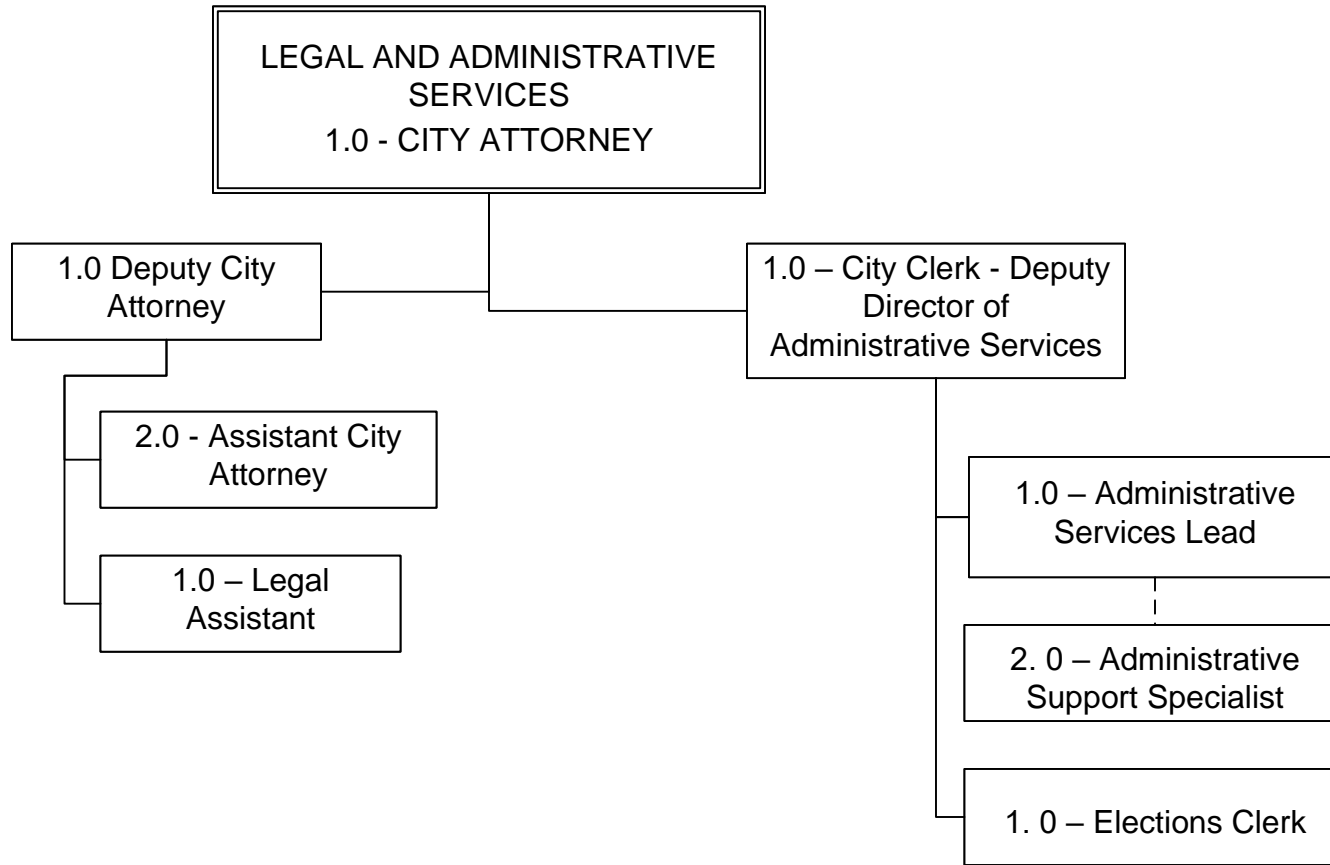 LEGAL AND ADMINISTRATIVE
SERVICES
1.0 - CITY ATTORNEY
1.0 Deputy City
Attorney
2.0 - Assistant City
Attorney
1.0 – Legal
Assistant
1.0 – City Clerk - Deputy
Director of
Administrative Services
1.0 – Administrative
Services Lead
2. 0 – Administrative
Support Specialist
1. 0 – Elections Clerk